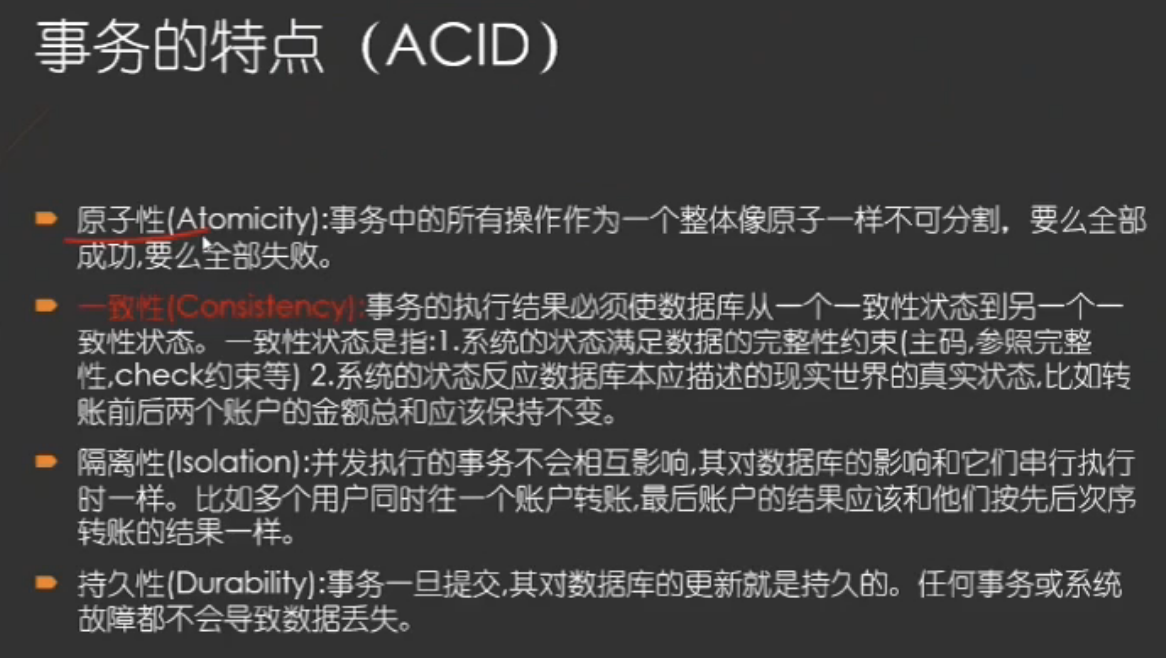 事务的特点（ACID）
原子性(Atomicity):事务中的所有操作作为一个整体像原子一样不可分割，要么全部
成功,要么全部失败。
一致性(Consistency):事务的执行结果必须使数据库从一个一致性状态到另一个一
致性状态。一致性状态是指:1.系统的状态满足数据的完整性约束(主码,参照完整
性,check约束等) 2.系统的状态反应数据库本应描述的现实世界的真实状态,比如转
账前后两个账户的金额总和应该保持不变。
隔离性(Isolation):并发执行的事务不会相互影响,其对数据库的影响和它们串行执行
时一样。比如多个用户同时往一个账户转账,最后账户的结果应该和他们按先后次序
转账的结果一样。
持久性(Durability):事务一旦提交,其对数据库的更新就是持久的。任何事务或系统
故障都不会导致数据丢失。